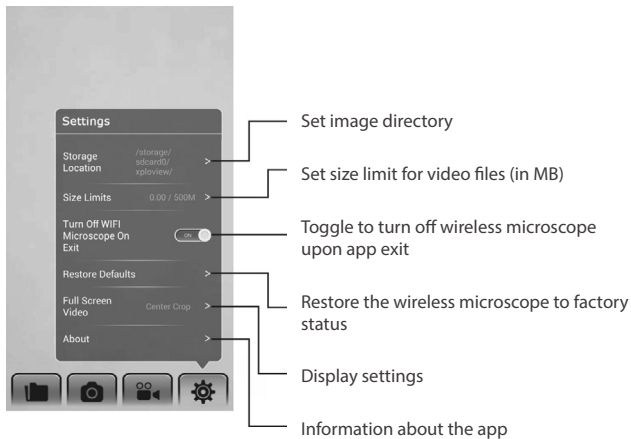 Settings
Storage
Location
/storage/
sdcard0/
xploview/
>
Size Limits 0.00 / 500M >
Turn Off WIFI
Microscope On
Exit
ON
Restore Defaults >
Full Screen
Video
Center Crop >
About >
Set image directory
Set size limit for video files (in MB)
Toggle to turn off wireless microscope
upon app exit
Restore the wireless microscope to factory
status
Display settings
Information about the app